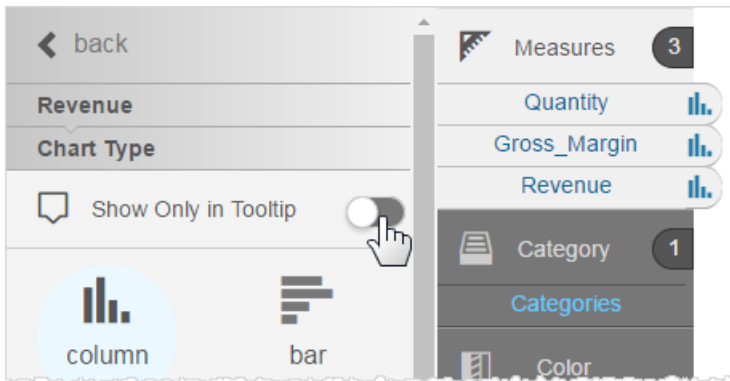 back
Revenue
Chart Type
Show Only in Tooltip
column
bar
Measures 3
Quantity
Gross_Margin
Revenue
Category 1
Categories
Color